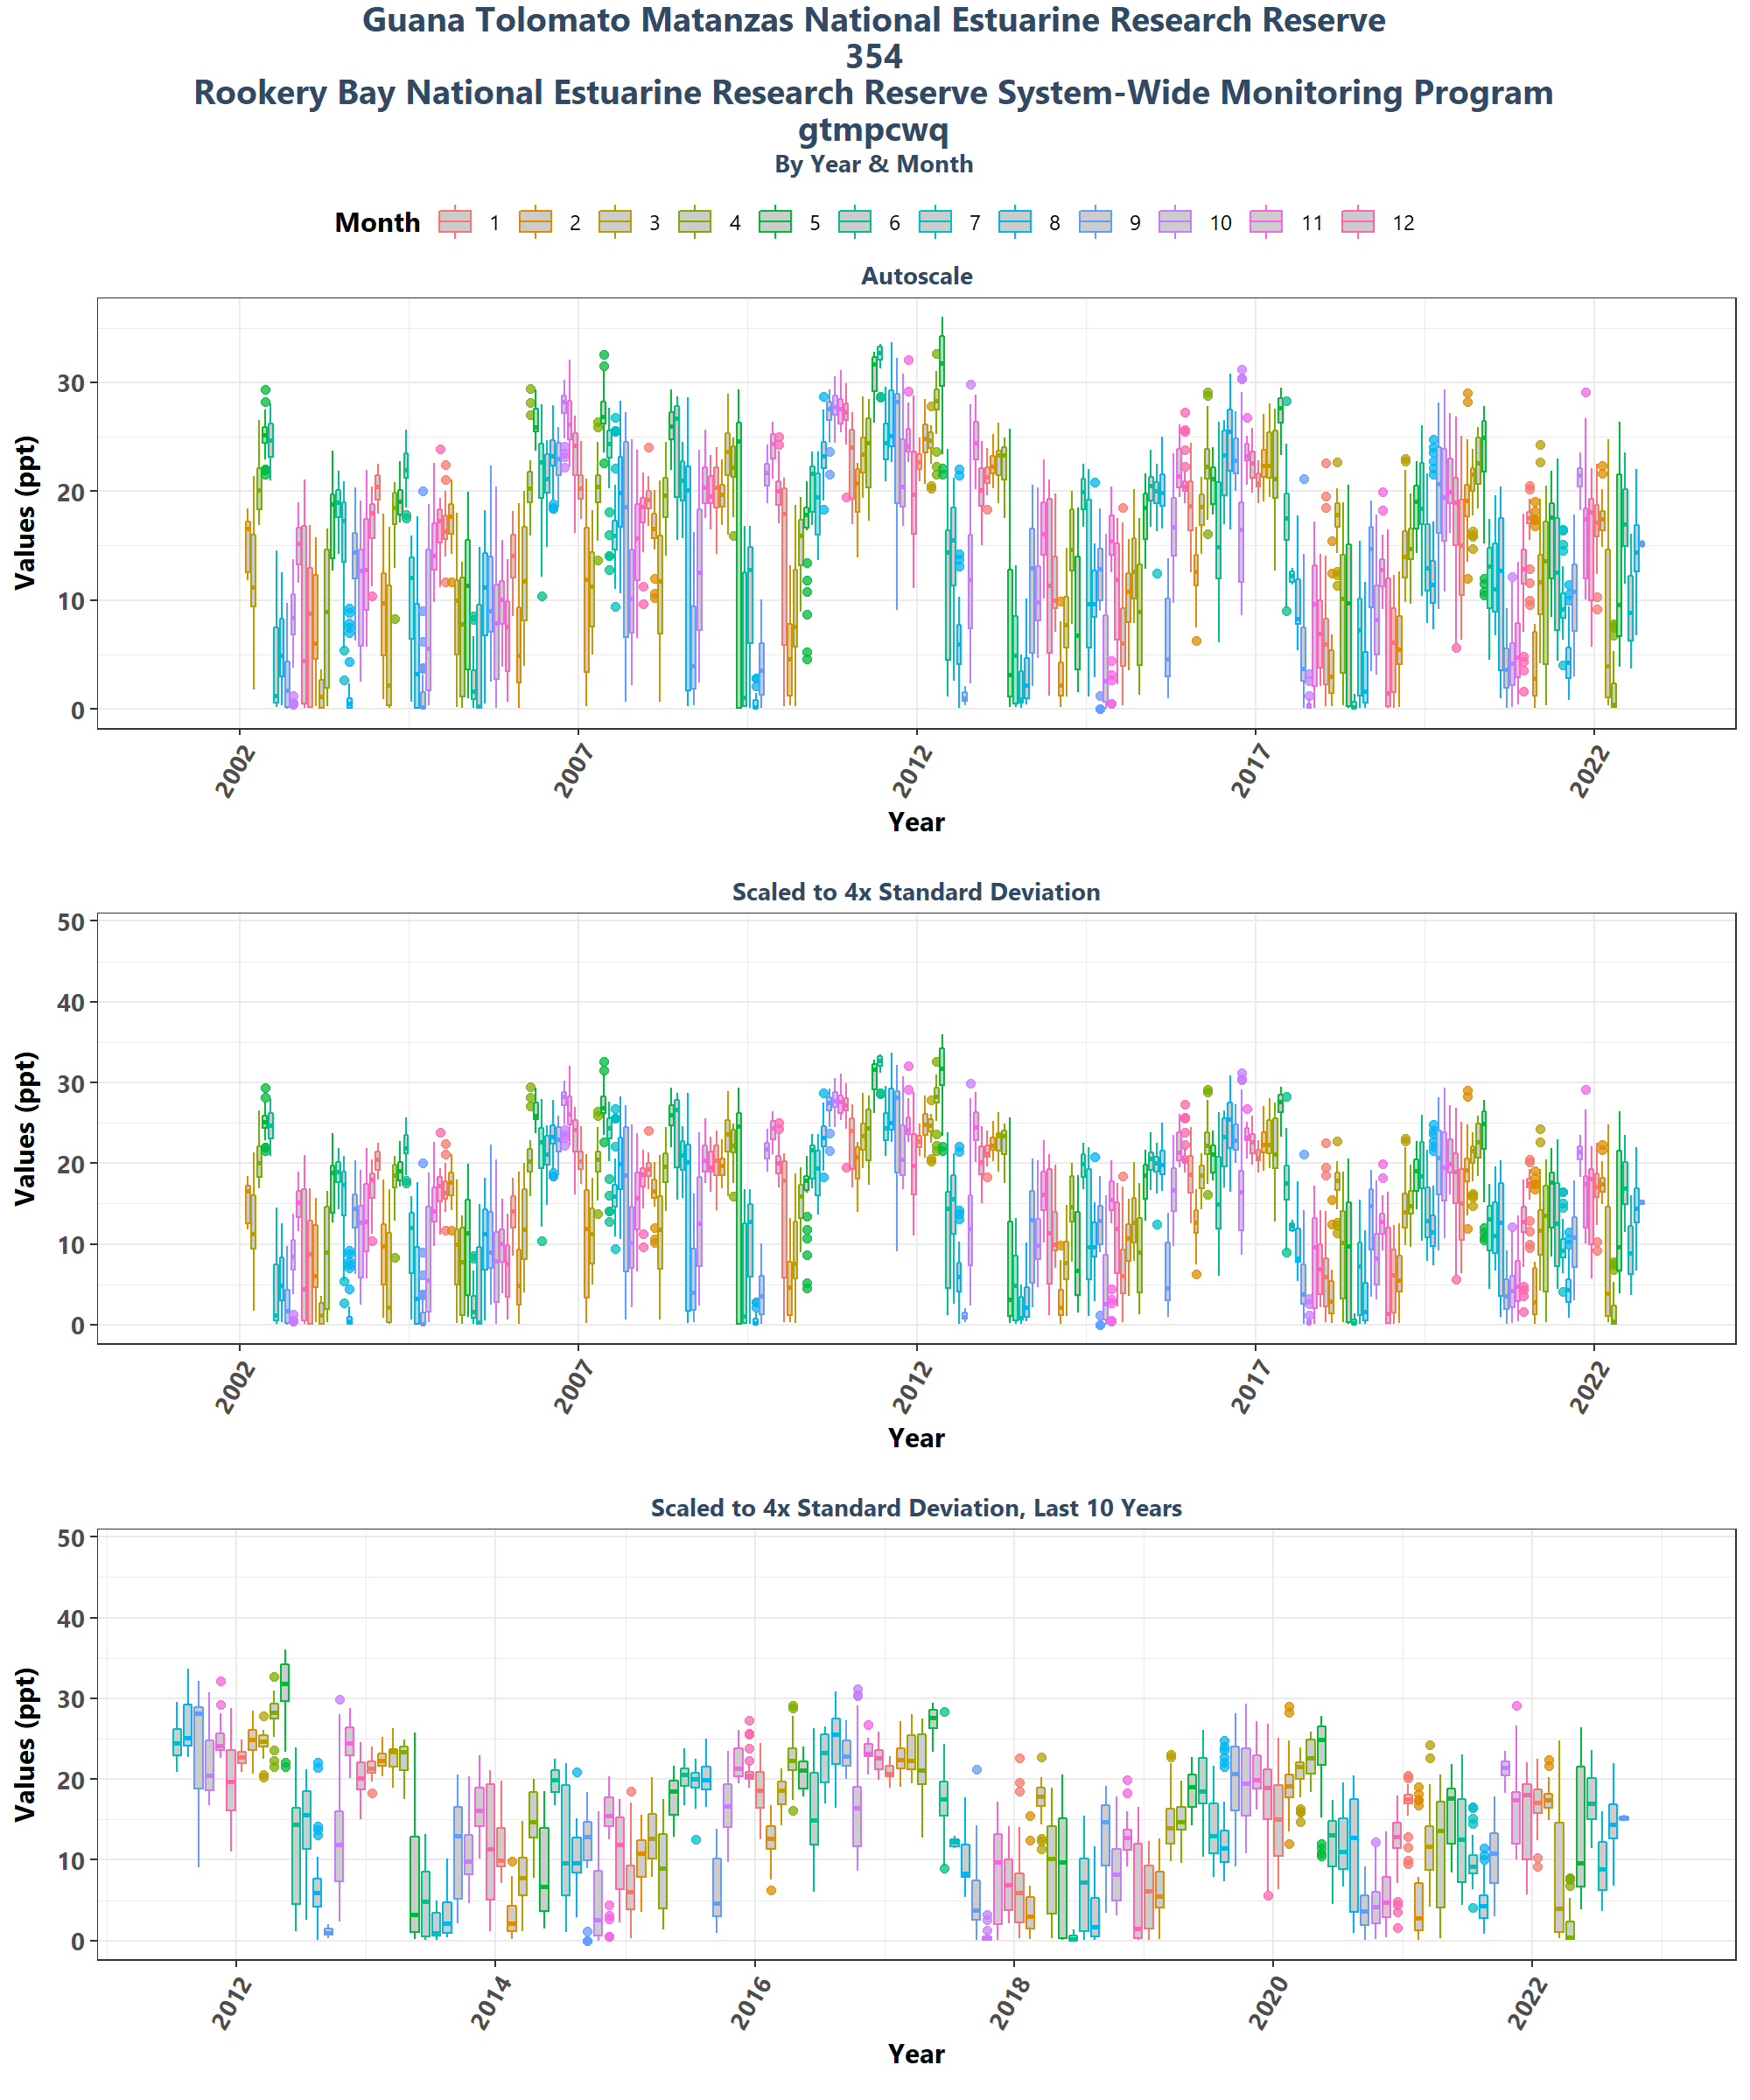 Guana Tolomato Matanzas National Estuarine Research Reserve
354
Rookery Bay National Estuarine Research Reserve System-Wide Monitoring Program
gtmpcwq
By Year & Month
Month 1 2 3 4 5 6 7 8 9 10 11 12
Autoscale
Values (ppt)
30
20
10
0
2002 2007 2012 2017 2022
Year
Scaled to 4x Standard Deviation
Values (ppt)
50
40
30
20
10
0
2002 2007 2012 2017 2022
Year
Scaled to 4x Standard Deviation, Last 10 Years
Values (ppt)
50
40
30
20
10
0
2012 2014 2016 2018 2020 2022
Year